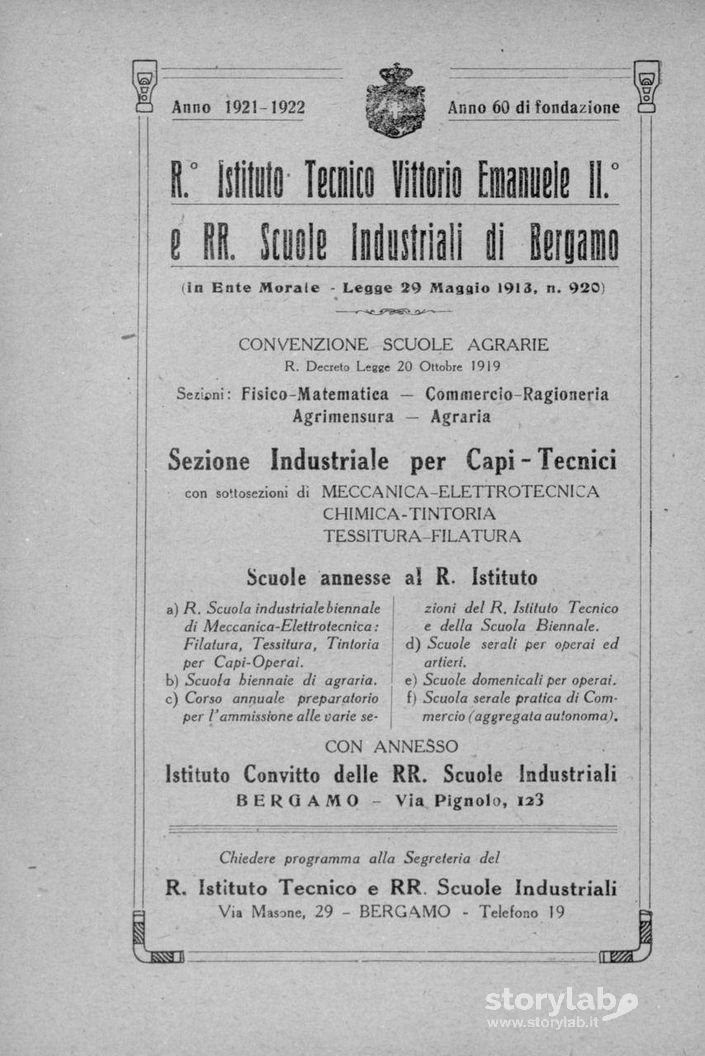 Anno 1921-1922
Anno 60 di fondazione
R.° Istituto Tecnico Vittorio Emanuele II.°
e RR. Scuole Industriali di Bergamo
(in Ente Morale - Legge 29 Maggio 1913, n. 920)
CONVENZIONE SCUOLE AGRARIE
R. Decreto Legge 20 Ottobre 1919
Sezioni: Fisico-Matematica — Commercio-Ragioneria
Agrimensura — Agraria
Sezione Industriale per Capi-Tecnici
con sottosezioni di MECCANICA-ELETTROTECNICA
CHIMICA-TINTORIA
TESSITURA-FILATURA
Scuole annesse al R. Istituto
a) R. Scuola industriale biennale
di Meccanica-Elettrotecnica:
Filatura, Tessitura, Tintoria
per Capi-Operai.
b) Scuola biennale di agraria.
c) Corso annuale preparatorio
per l'ammissione alle varie se-
zioni del R. Istituto Tecnico
e della Scuola Biennale.
d) Scuole serali per operai ed
artieri.
e) Scuole domenicali per operai.
f) Scuola serale pratica di Com-
mercio (aggregata autonoma).
CON ANNESSO
Istituto Convitto delle RR. Scuole Industriali
BERGAMO - Via Pignolo, 123
Chiedere programma alla Segreteria del
R. Istituto Tecnico e RR. Scuole Industriali
Via Masone, 29 - BERGAMO - Telefono 19
storylab
www.storylab.it